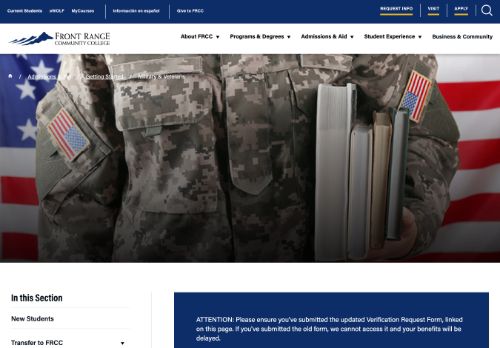 Current Students eWOLF MyCourses Información en español Give to FRCC REQUEST INFO VISIT APPLY
FRONT RANGE
COMMUNITY COLLEGE
About FRCC ▼ Programs & Degrees ▼ Admissions & Aid ▼ Student Experience ▼ Business & Community
/ Admissions & Aid / Getting Started / Military & Veterans
In this Section
New Students
Transfer to FRCC ▼
ATTENTION: Please ensure you've submitted the updated Verification Request Form, linked
on this page. If you've submitted the old form, we cannot access it and your benefits will be
delayed.